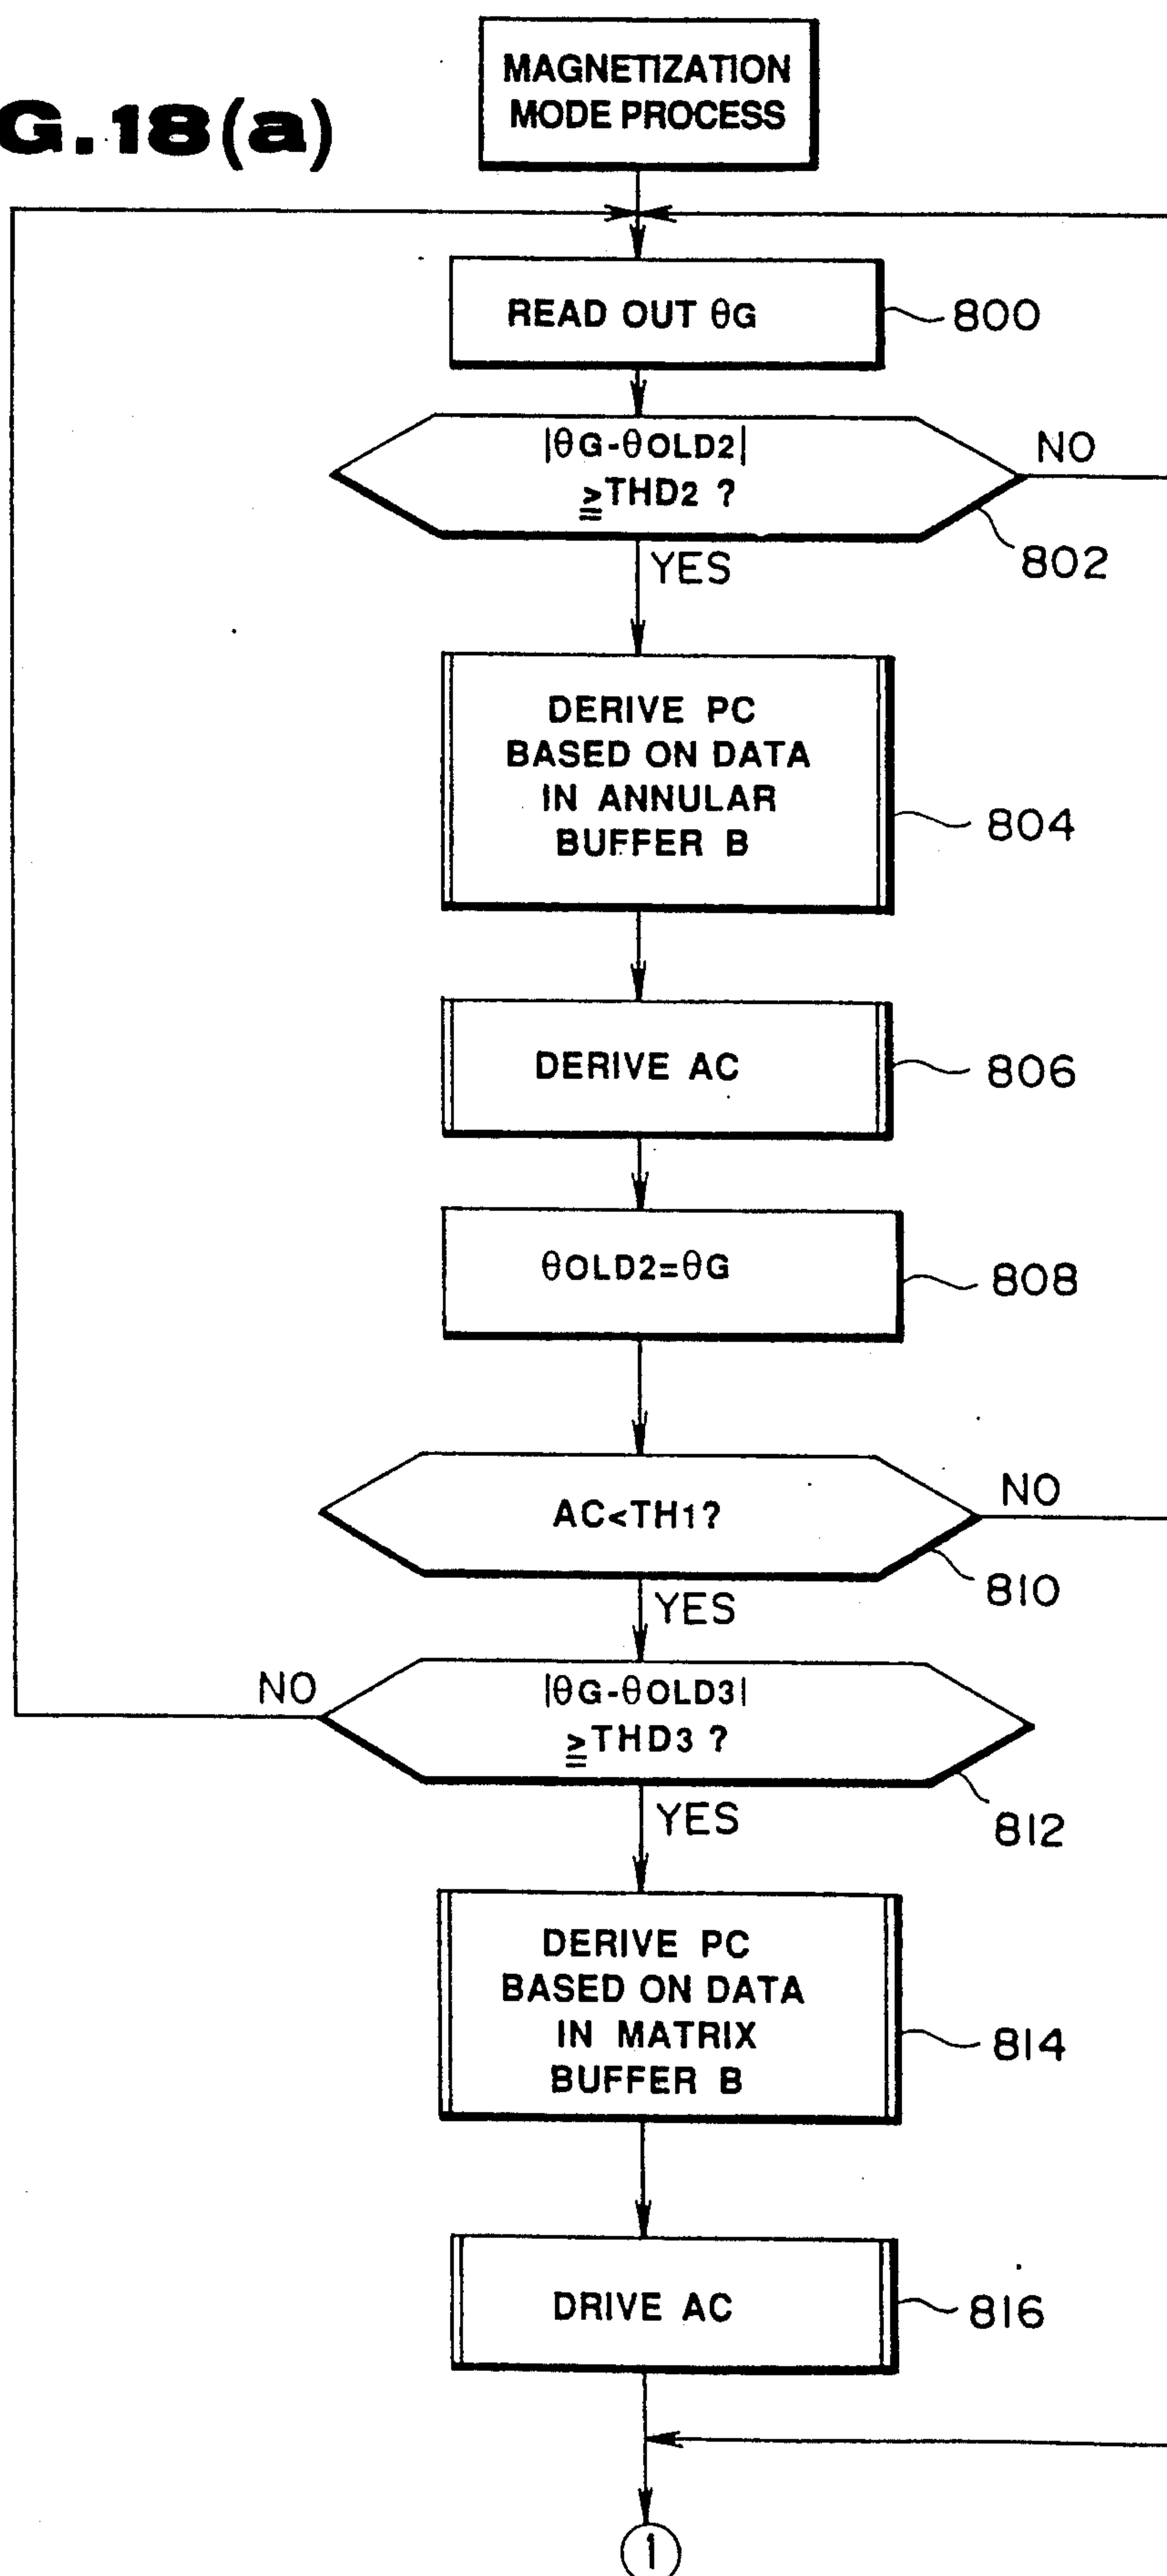 G.18(a)
MAGNETIZATION
MODE PROCESS
READ OUT θG
800
|θG-θOLD2|
≧THD2 ?
NO
802
YES
DERIVE PC
BASED ON DATA
IN ANNULAR
BUFFER B
804
DERIVE AC
806
θOLD2=θG
808
AC<TH1?
NO
810
YES
NO
|θG-θOLD3|
≧THD3 ?
812
YES
DERIVE PC
BASED ON DATA
IN MATRIX
BUFFER B
814
DRIVE AC
816
1